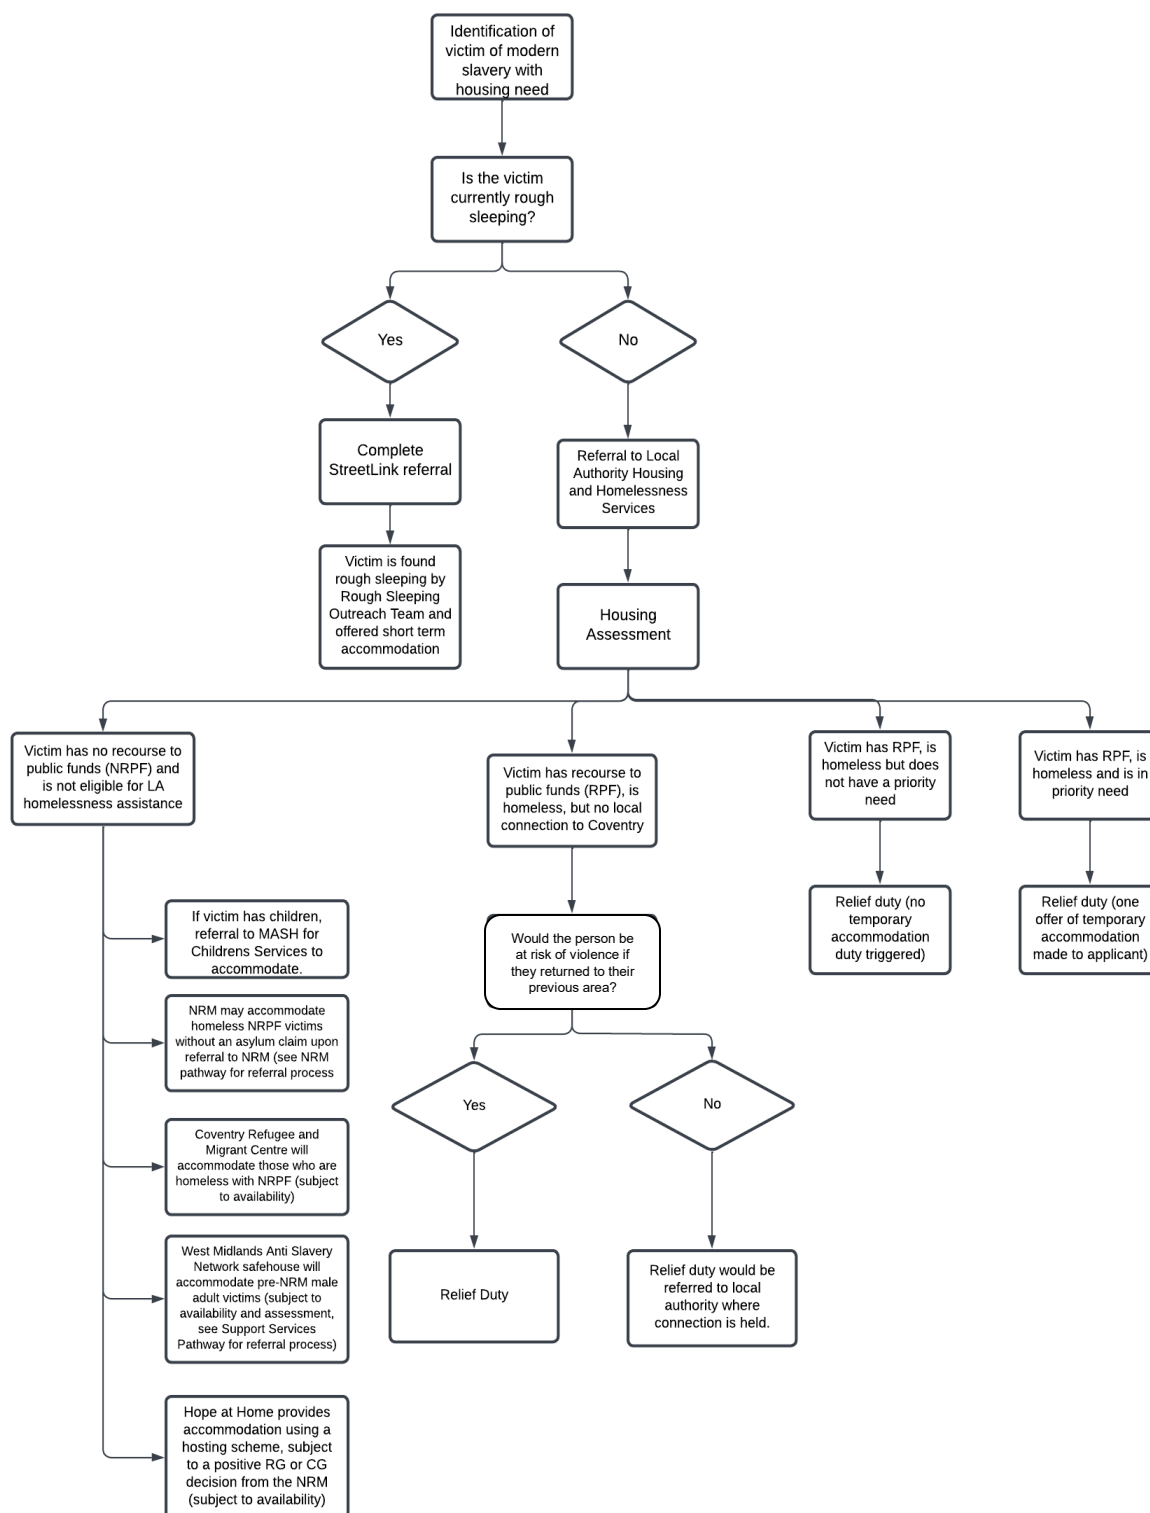 Identification of
victim of modern
slavery with
housing need
Is the victim
currently rough
sleeping?
Yes
No
Complete
StreetLink referral
Referral to Local
Authority Housing
and Homelessness
Services
Victim is found
rough sleeping by
Rough Sleeping
Outreach Team and
offered short term
accommodation
Housing
Assessment
Victim has no recourse to
public funds (NRPF) and
is not eligible for LA
homelessness assistance
Victim has recourse to
public funds (RPF), is
homeless, but no local
connection to Coventry
Victim has RPF, is
homeless but does
not have a priority
need
Victim has RPF, is
homeless and is in
priority need
If victim has children,
referral to MASH for
Childrens Services to
accommodate.
Would the person be
at risk of violence if
they returned to their
previous area?
Relief duty (no
temporary
accommodation
duty triggered)
Relief duty (one
offer of temporary
accommodation
made to applicant)
NRM may accommodate
homeless NRPF victims
without an asylum claim upon
referral to NRM (see NRM
pathway for referral process
Yes
No
Coventry Refugee and
Migrant Centre will
accommodate those who are
homeless with NRPF (subject
to availability)
West Midlands Anti Slavery
Network safehouse will
accommodate pre-NRM male
adult victims (subject to
availability and assessment,
see Support Services
Pathway for referral process)
Relief Duty
Relief duty would be
referred to local
authority where
connection is held.
Hope at Home provides
accommodation using a
hosting scheme, subject
to a positive RG or CG
decision from the NRM
(subject to availability)